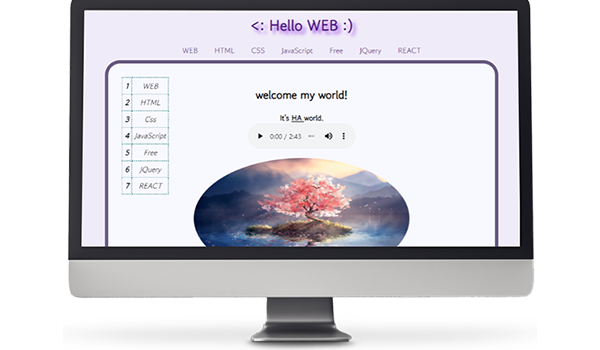 <: Hello WEB :)
WEB HTML CSS JavaScript Free JQuery REACT
1 WEB
2 HTML
3 Css
4 JavaScript
5 Free
6 JQuery
7 REACT
welcome my world!
It's HA world.
0:00 / 2:43